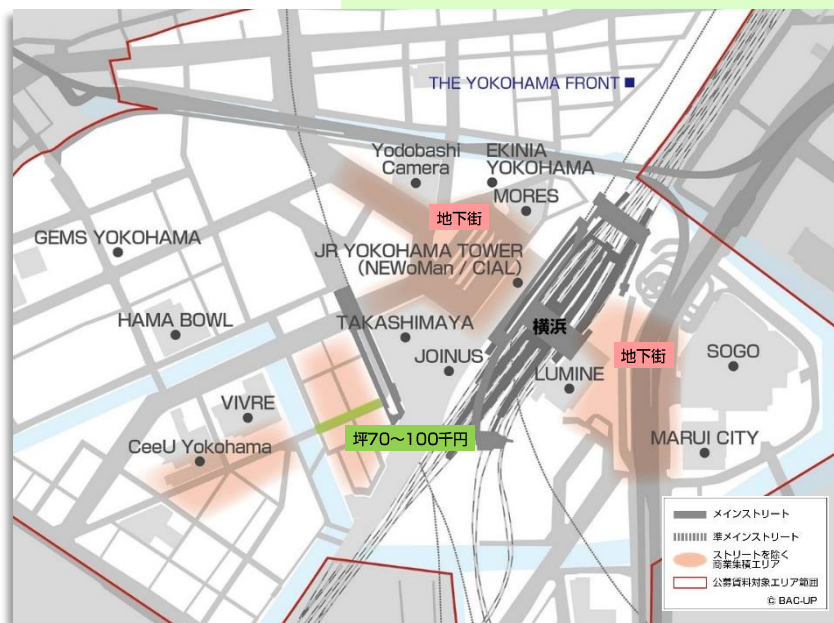 THE YOKOHAMA FRONT
Yodobashi
Camera
EKINIA
YOKOHAMA
MORES
地下街
GEMS YOKOHAMA
JR YOKOHAMA TOWER
(NEWoMan / CIAL)
HAMA BOWL
TAKASHIMAYA
横浜
地下街
SOGO
JOINUS
LUMINE
VIVRE
CeeU Yokohama
坪70～100千円
MARUI CITY
メインストリート
準メインストリート
ストリートを除く
商業集積エリア
公募賃料対象エリア範囲
© BAC-UP